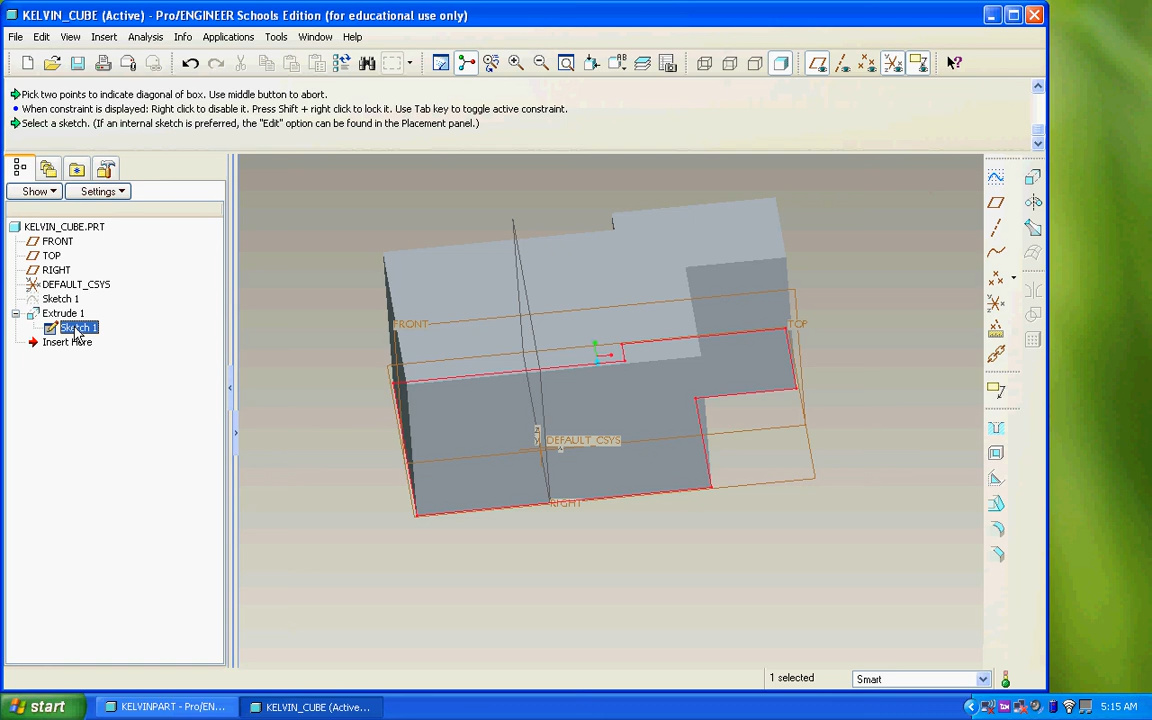 KELVIN_CUBE (Active) - Pro/ENGINEER Schools Edition (for educational use only)
File Edit View Insert Analysis Info Applications Tools Window Help
Pick two points to indicate diagonal of box. Use middle button to abort.
When constraint is displayed: Right click to disable it. Press Shift + right click to lock it. Use Tab key to toggle active constraint.
Select a sketch. (If an internal sketch is preferred, the "Edit" option can be found in the Placement panel.)
Show Settings
KELVIN_CUBE.PRT
FRONT
TOP
RIGHT
DEFAULT_CSYS
Sketch 1
Extrude 1
Sketch 1
Insert Here
FRONT
TOP
DEFAULT_CSYS
RIGHT
1 selected Smart
start KELVINPART - Pro/EN... KELVIN_CUBE (Active... 5:15 AM